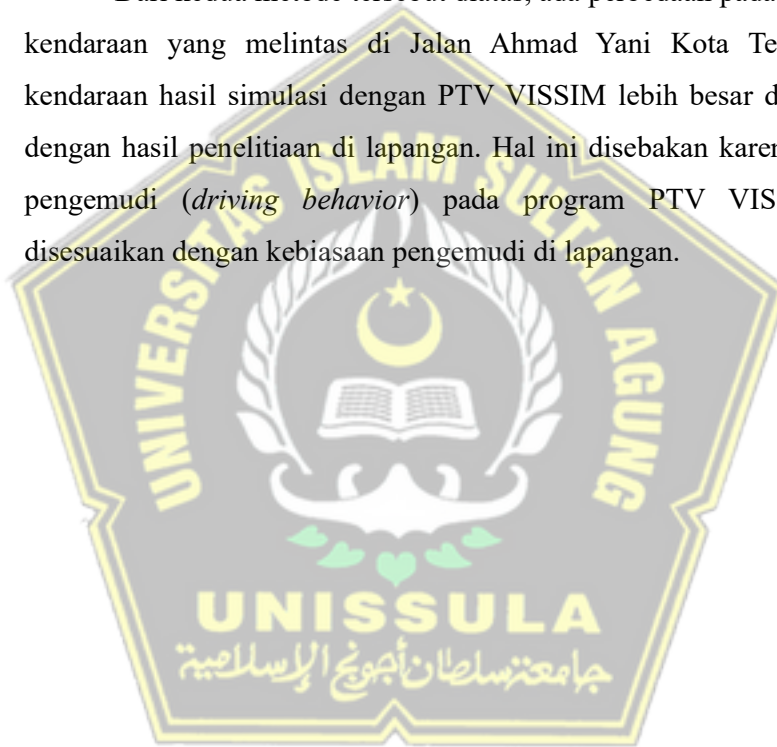 kendaraan yang melintas di Jalan Ahmad Yani Kota
kendaraan hasil simulasi dengan PTV VISSIM lebih besar
dengan hasil penelitiaan di lapangan. Hal ini disebakan
pengemudi (driving behavior) pada program PTV
disesuaikan dengan kebiasaan pengemudi di lapangan.
UNIVERSITAS ISLAM SULTAN AGUNG
UNISSULA
جامعة سلطان أجونج الإسلامية